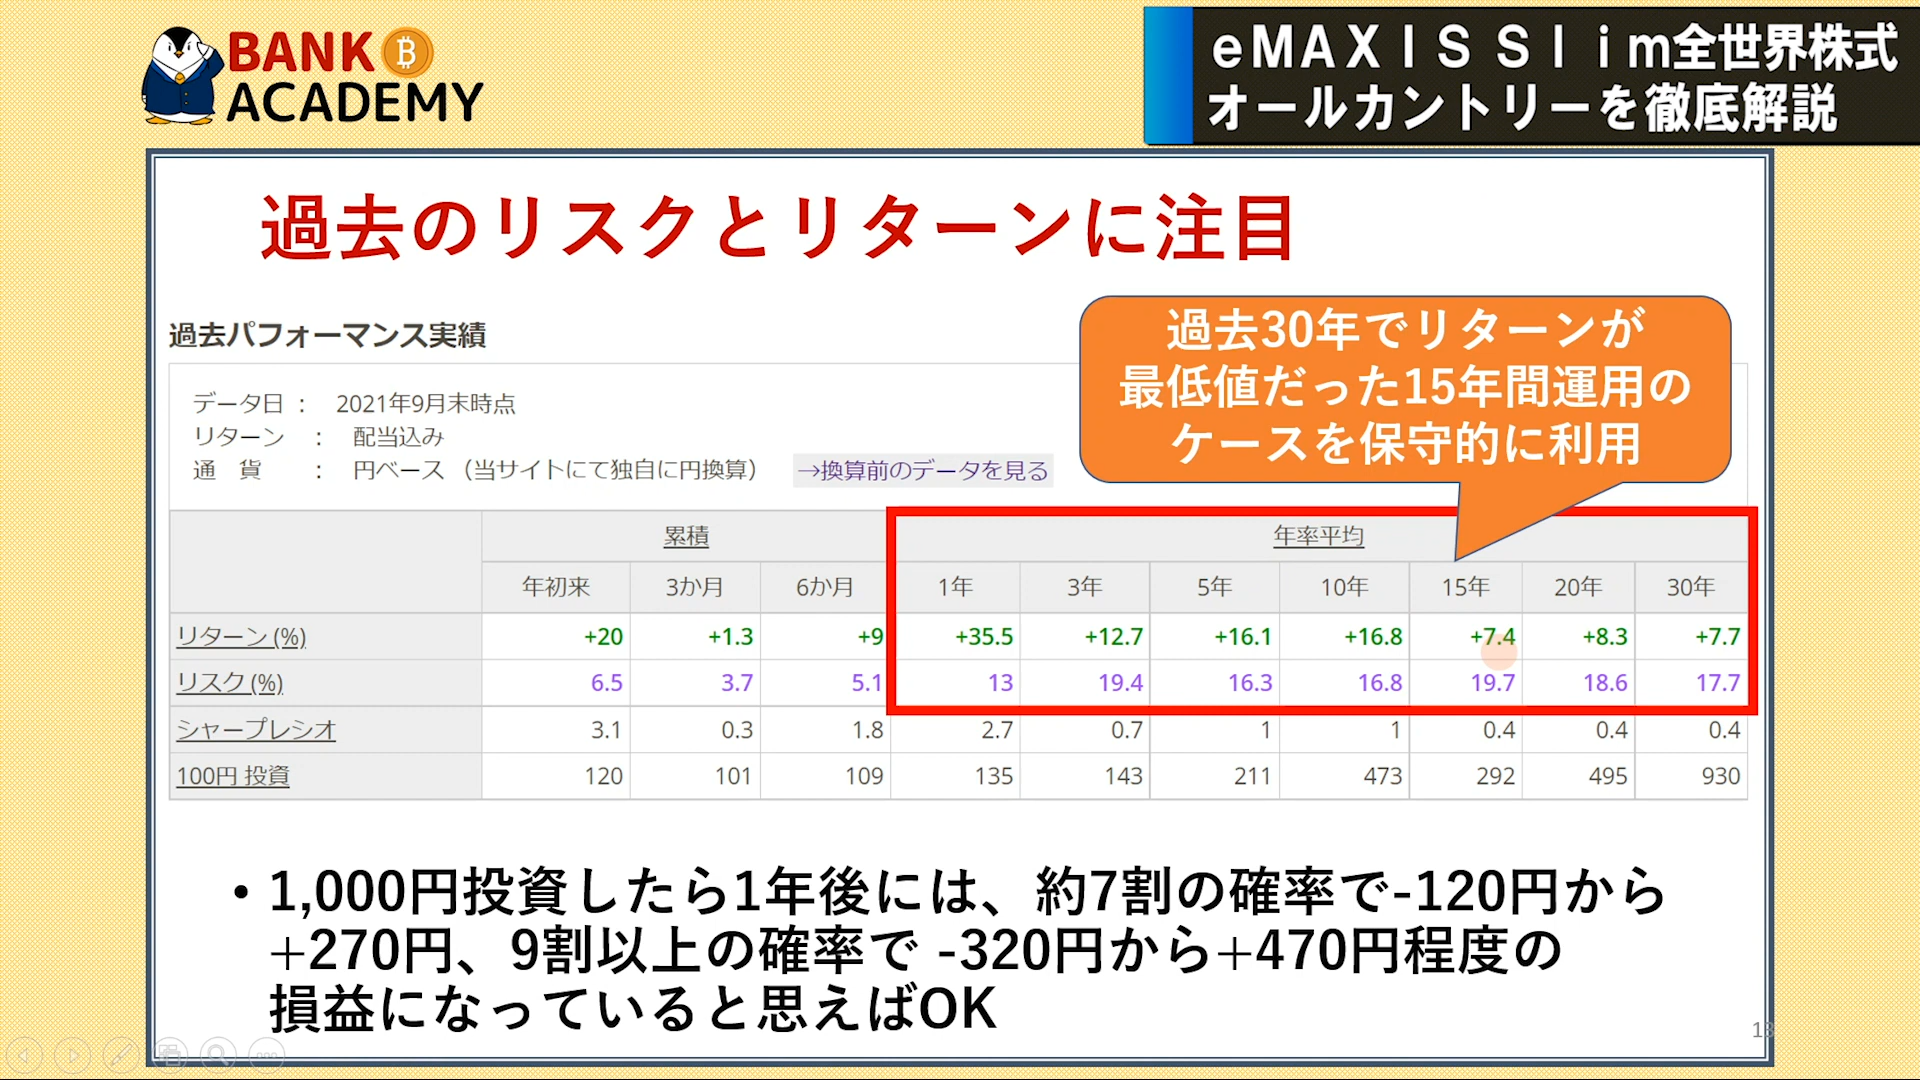 BANK
ACADEMY
eMAXIS Slim全世界株式
オールカントリーを徹底解説
過去のリスクとリターンに注目
過去パフォーマンス実績
過去30年でリターンが
最低値だった15年間運用の
ケースを保守的に利用
データ日 ： 2021年9月末時点
リターン ： 配当込み
通 貨 ： 円ベース （当サイトにて独自に円換算） →換算前のデータを見る
累積 年率平均
年初来 3か月 6か月 1年 3年 5年 10年 15年 20年 30年
リターン (%) +20 +1.3 +9 +35.5 +12.7 +16.1 +16.8 +7.4 +8.3 +7.7
リスク (%) 6.5 3.7 5.1 13 19.4 16.3 16.8 19.7 18.6 17.7
シャープレシオ 3.1 0.3 1.8 2.7 0.7 1 1 0.4 0.4 0.4
100円 投資 120 101 109 135 143 211 473 292 495 930
・1,000円投資したら1年後には、約7割の確率で-120円から
+270円、9割以上の確率で -320円から+470円程度の
損益になっていると思えばOK
13